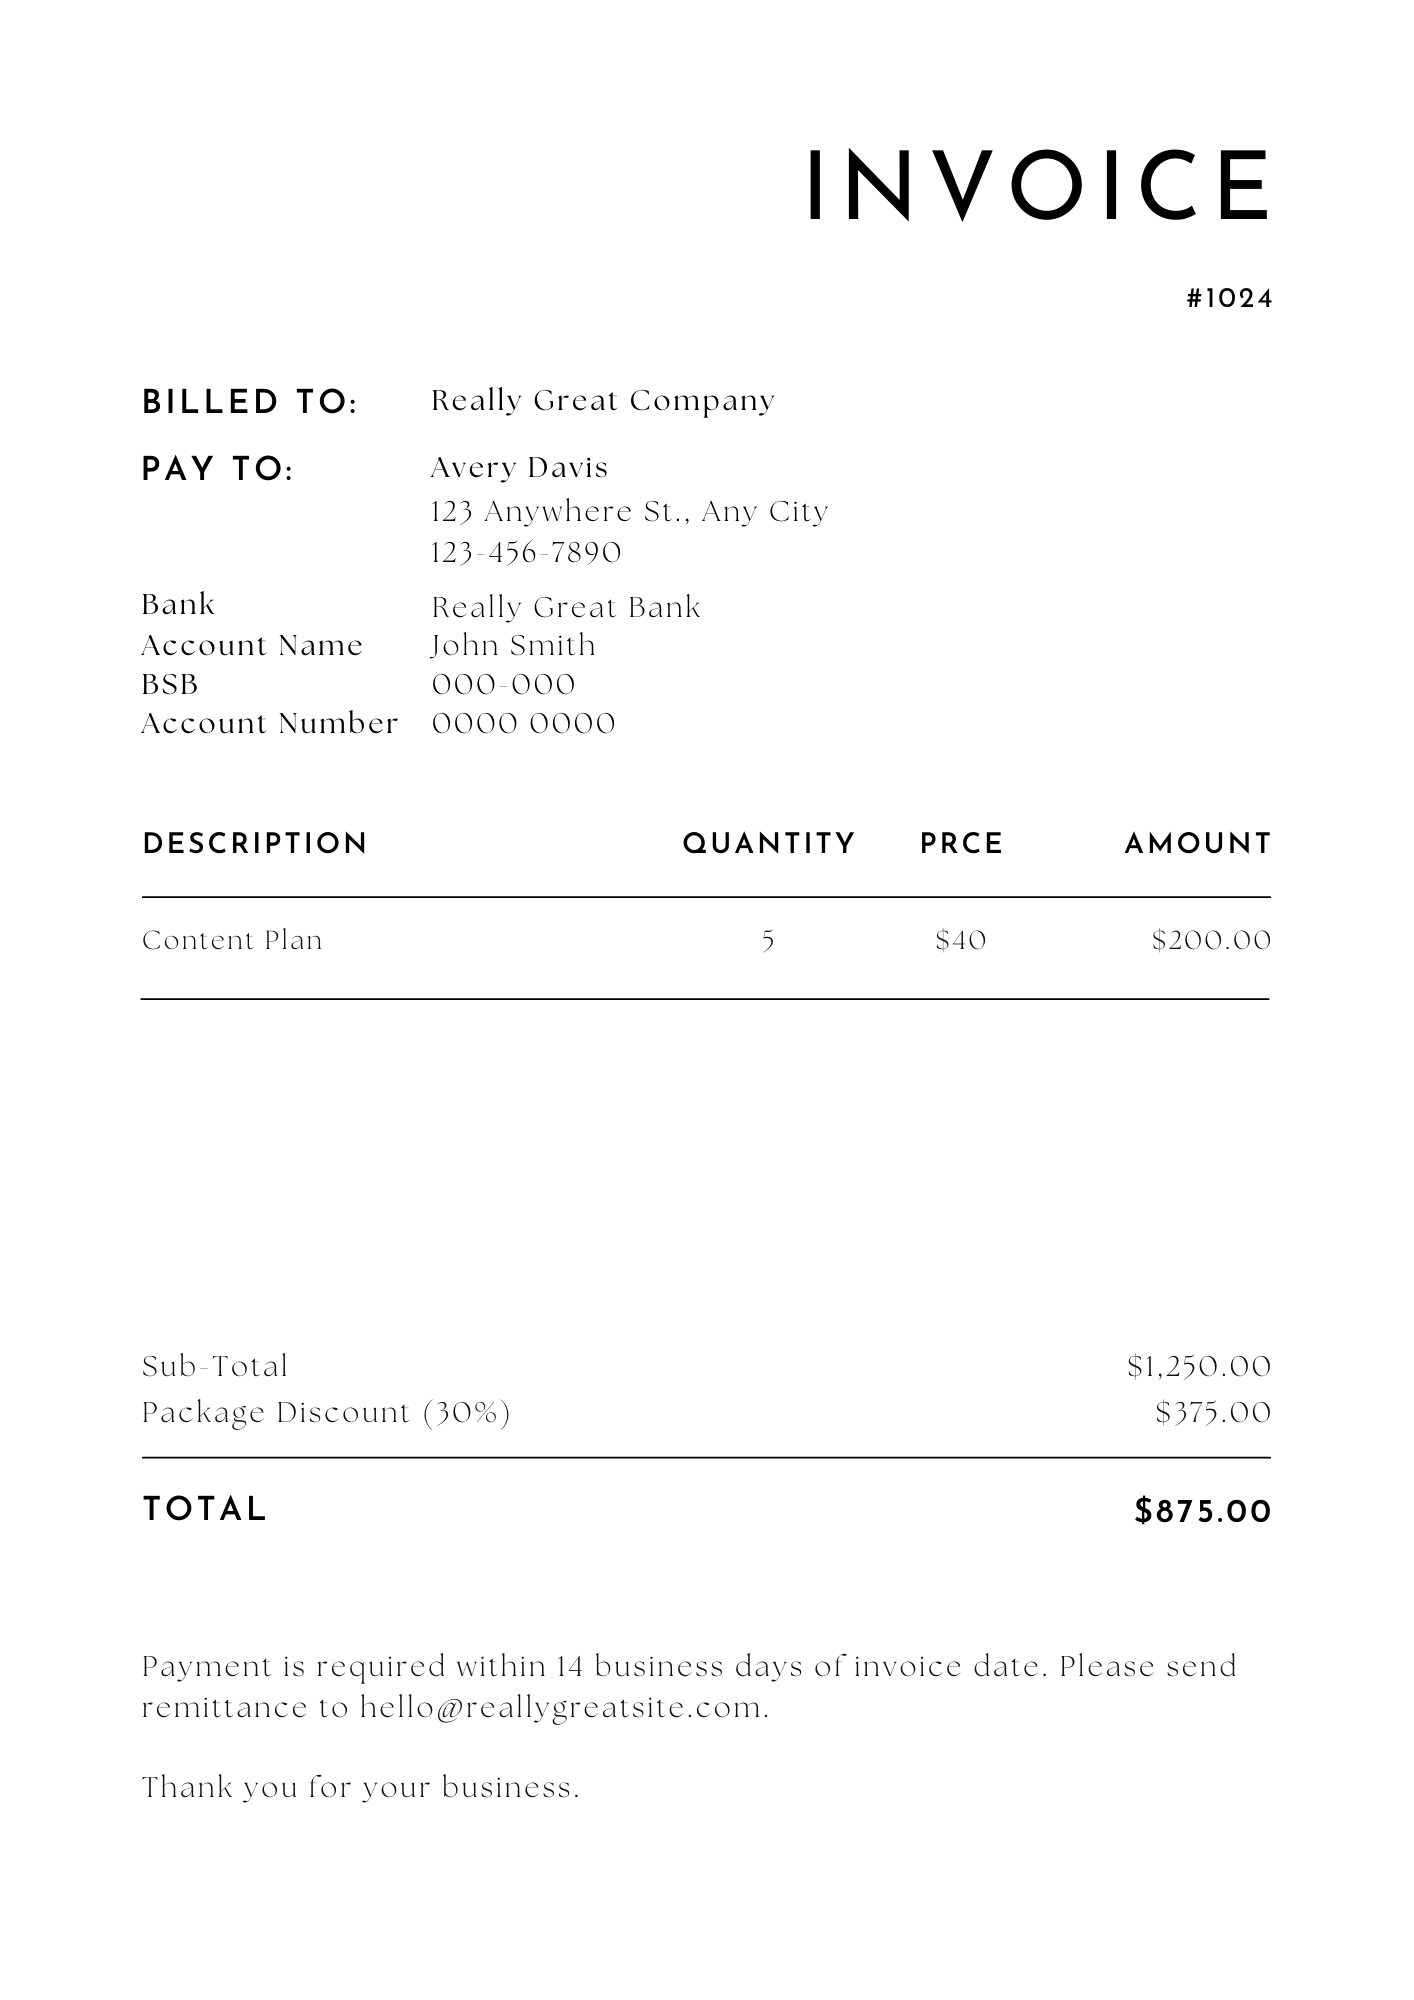 INVOICE
#1024
BILLED TO: Really Great Company
PAY TO: Avery Davis
123 Anywhere St., Any City
123-456-7890
Bank Really Great Bank
Account Name John Smith
BSB 000-000
Account Number 0000 0000
DESCRIPTION QUANTITY PRCE AMOUNT
Content Plan 5 $40 $200.00
Sub-Total $1,250.00
Package Discount (30%) $375.00
TOTAL $875.00
Payment is required within 14 business days of invoice date. Please send
remittance to hello@reallygreatsite.com.
Thank you for your business.